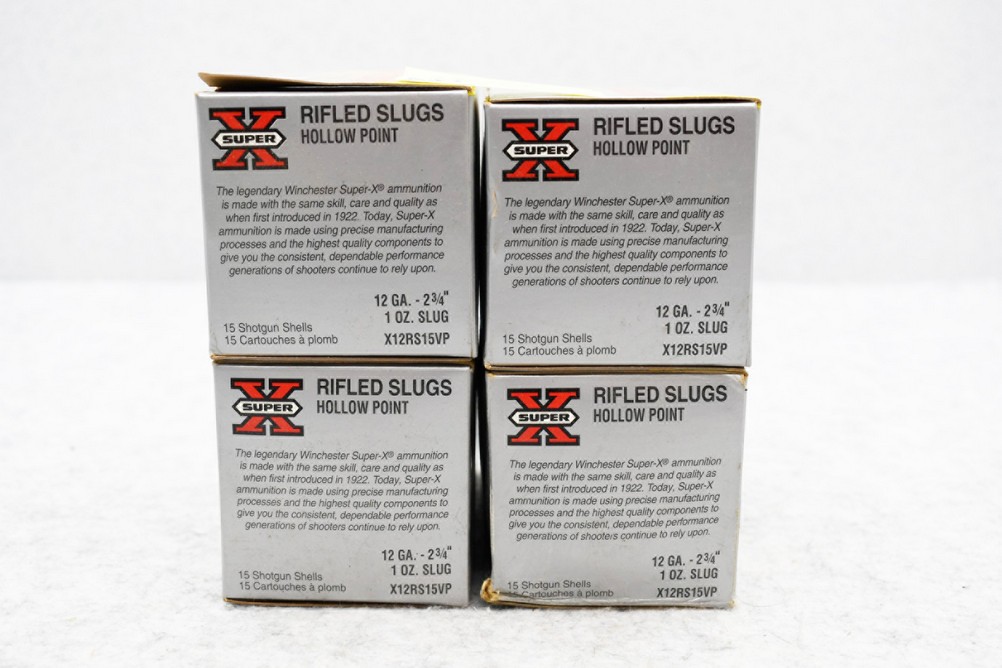 X
SUPER
RIFLED SLUGS
HOLLOW POINT
The legendary Winchester Super-X® ammunition
is made with the same skill, care and quality as
when first introduced in 1922. Today, Super-X
ammunition is made using precise manufacturing
processes and the highest quality components to
give you the consistent, dependable performance
generations of shooters continue to rely upon.
12 GA. - 2¾"
1 OZ. SLUG
15 Shotgun Shells
15 Cartouches à plomb
X12RS15VP
X
SUPER
RIFLED SLUGS
HOLLOW POINT
The legendary Winchester Super-X® ammunition
is made with the same skill, care and quality as
when first introduced in 1922. Today, Super-X
ammunition is made using precise manufacturing
processes and the highest quality components to
give you the consistent, dependable performance
generations of shooters continue to rely upon.
12 GA. - 2¾"
1 OZ. SLUG
15 Shotgun Shells
15 Cartouches à plomb
X12RS15VP
X
SUPER
RIFLED SLUGS
HOLLOW POINT
The legendary Winchester Super-X® ammunition
is made with the same skill, care and quality as
when first introduced in 1922. Today, Super-X
ammunition is made using precise manufacturing
processes and the highest quality components to
give you the consistent, dependable performance
generations of shooters continue to rely upon.
12 GA. - 2¾"
1 OZ. SLUG
15 Shotgun Shells
15 Cartouches à plomb
X12RS15VP
X
SUPER
RIFLED SLUGS
HOLLOW POINT
The legendary Winchester Super-X® ammunition
is made with the same skill, care and quality as
when first introduced in 1922. Today, Super-X
ammunition is made using precise manufacturing
processes and the highest quality components to
give you the consistent, dependable performance
generations of shooters continue to rely upon.
12 GA. - 2¾"
1 OZ. SLUG
15 Shotgun Shells
15 Cartouches à plomb
X12RS15VP